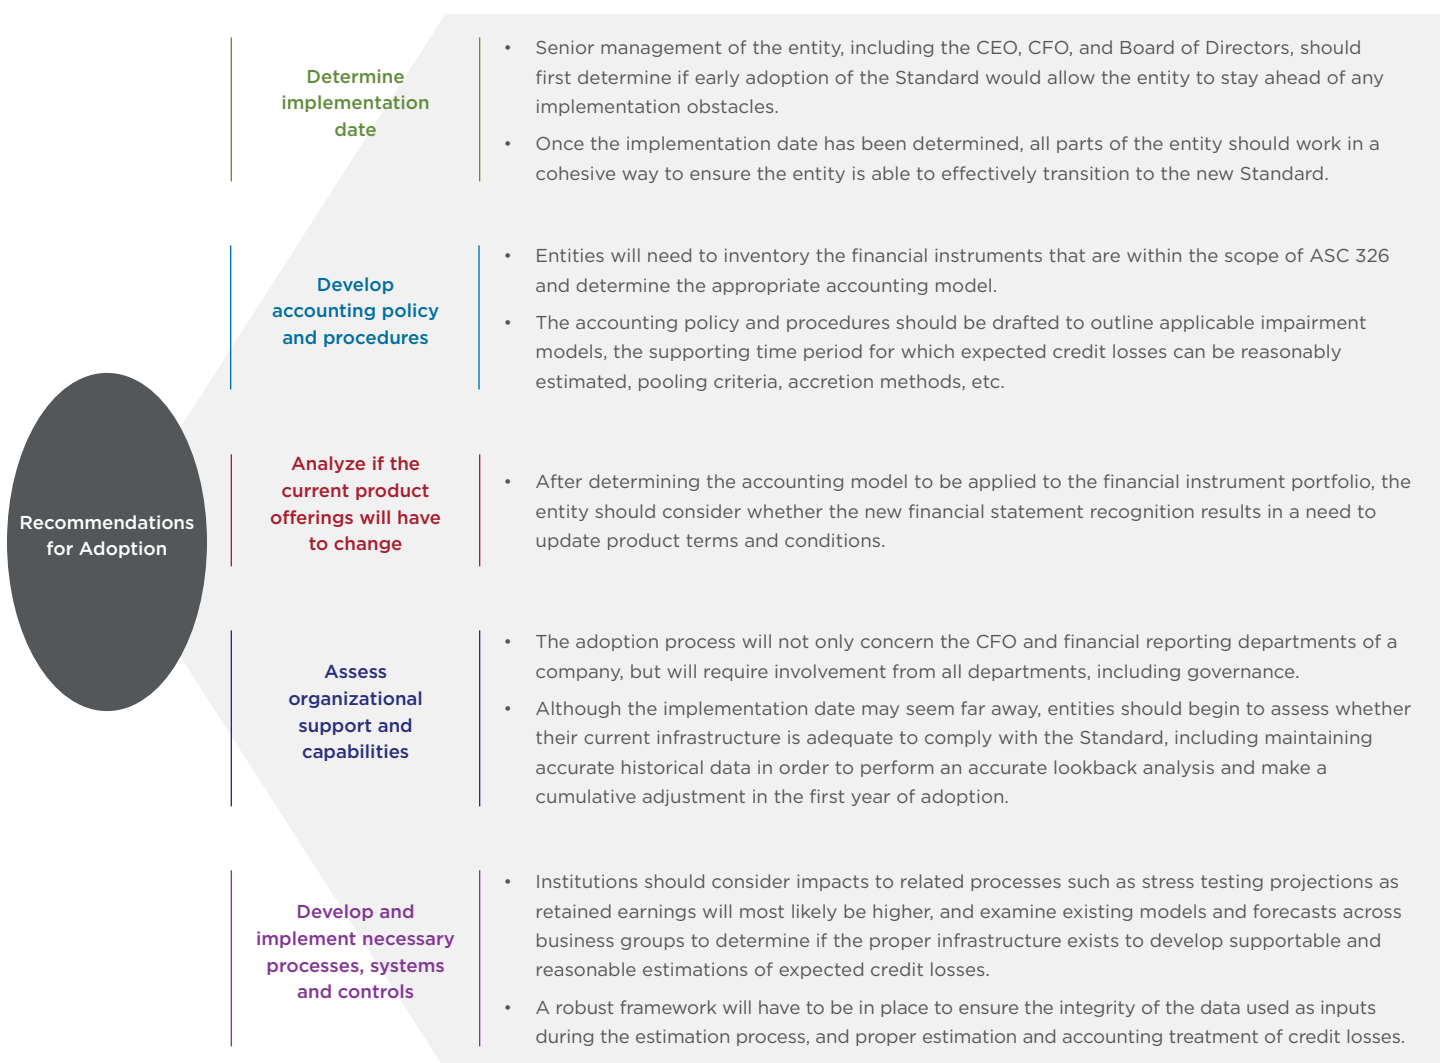 Recommendations
for Adoption
Determine
implementation
date
• Senior management of the entity, including the CEO, CFO, and Board of Directors, should
first determine if early adoption of the Standard would allow the entity to stay ahead of any
implementation obstacles.
• Once the implementation date has been determined, all parts of the entity should work in a
cohesive way to ensure the entity is able to effectively transition to the new Standard.
Develop
accounting policy
and procedures
• Entities will need to inventory the financial instruments that are within the scope of ASC 326
and determine the appropriate accounting model.
• The accounting policy and procedures should be drafted to outline applicable impairment
models, the supporting time period for which expected credit losses can be reasonably
estimated, pooling criteria, accretion methods, etc.
Analyze if the
current product
offerings will have
to change
• After determining the accounting model to be applied to the financial instrument portfolio, the
entity should consider whether the new financial statement recognition results in a need to
update product terms and conditions.
Assess
organizational
support and
capabilities
• The adoption process will not only concern the CFO and financial reporting departments of a
company, but will require involvement from all departments, including governance.
• Although the implementation date may seem far away, entities should begin to assess whether
their current infrastructure is adequate to comply with the Standard, including maintaining
accurate historical data in order to perform an accurate lookback analysis and make a
cumulative adjustment in the first year of adoption.
Develop and
implement necessary
processes, systems
and controls
• Institutions should consider impacts to related processes such as stress testing projections as
retained earnings will most likely be higher, and examine existing models and forecasts across
business groups to determine if the proper infrastructure exists to develop supportable and
reasonable estimations of expected credit losses.
• A robust framework will have to be in place to ensure the integrity of the data used as inputs
during the estimation process, and proper estimation and accounting treatment of credit losses.